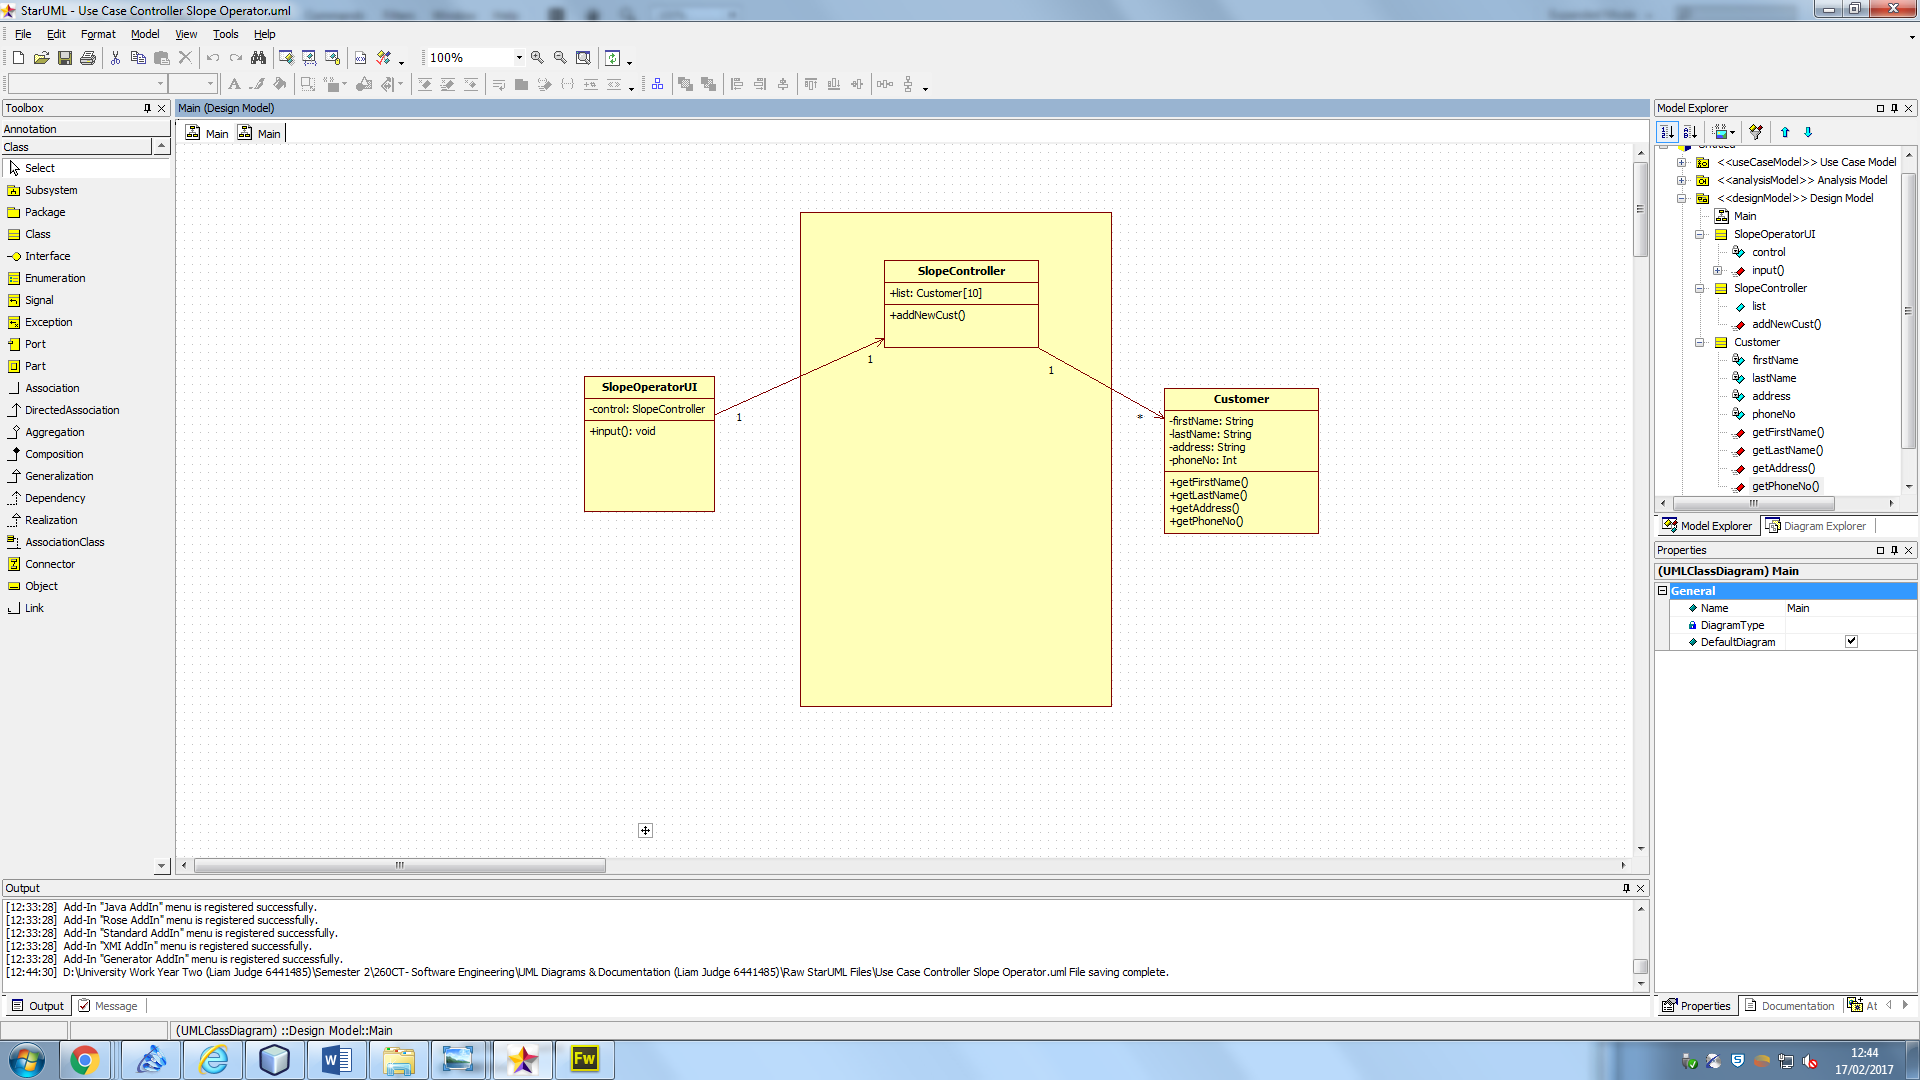 StarUML - Use Case Controller Slope Operator.uml
File Edit Format Model View Tools Help
100%
Toolbox
Annotation
Class
Select
Subsystem
Package
Class
Interface
Enumeration
Signal
Exception
Port
Part
Association
DirectedAssociation
Aggregation
Composition
Generalization
Dependency
Realization
AssociationClass
Connector
Object
Link
Main (Design Model)
Main Main
SlopeController
+list: Customer[10]
+addNewCust()
1
1
SlopeOperatorUI
-control: SlopeController
+input(): void
1
*
Customer
-firstName: String
-lastName: String
-address: String
-phoneNo: Int
+getFirstName()
+getLastName()
+getAddress()
+getPhoneNo()
Model Explorer
<<useCaseModel>> Use Case Model
<<analysisModel>> Analysis Model
<<designModel>> Design Model
Main
SlopeOperatorUI
control
input()
SlopeController
list
addNewCust()
Customer
firstName
lastName
address
phoneNo
getFirstName()
getLastName()
getAddress()
getPhoneNo()
Model Explorer Diagram Explorer
Properties
(UMLClassDiagram) Main
General
Name Main
DiagramType
DefaultDiagram
Properties Documentation At
Output
[12:33:28] Add-In "Java AddIn" menu is registered successfully.
[12:33:28] Add-In "Rose AddIn" menu is registered successfully.
[12:33:28] Add-In "Standard AddIn" menu is registered successfully.
[12:33:28] Add-In "XMI AddIn" menu is registered successfully.
[12:33:28] Add-In "Generator AddIn" menu is registered successfully.
[12:44:30] D:\University Work Year Two (Liam Judge 6441485)\Semester 2\260CT- Software Engineering\UML Diagrams & Documentation (Liam Judge 6441485)\Raw StarUML Files\Use Case Controller Slope Operator.uml File saving complete.
Output Message
(UMLClassDiagram) ::Design Model::Main
Fw
12:44
17/02/2017